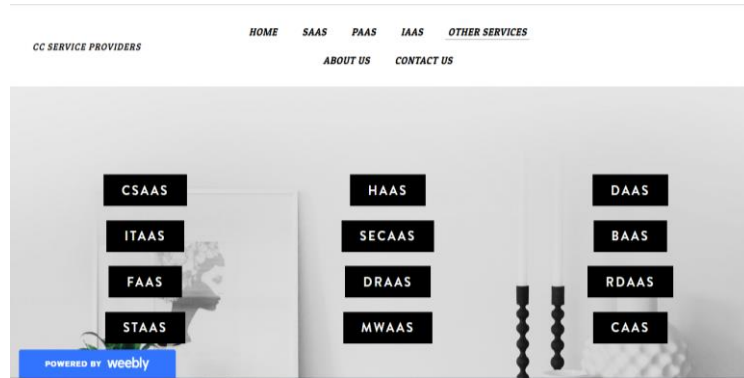 HOME SAAS PAAS IAAS OTHER SERVICES
CC SERVICE PROVIDERS
ABOUT US CONTACT US
CSAAS HAAS DAAS
ITAAS SECAAS BAAS
FAAS DRAAS RDAAS
STAAS MWAAS CAAS
POWERED BY weebly